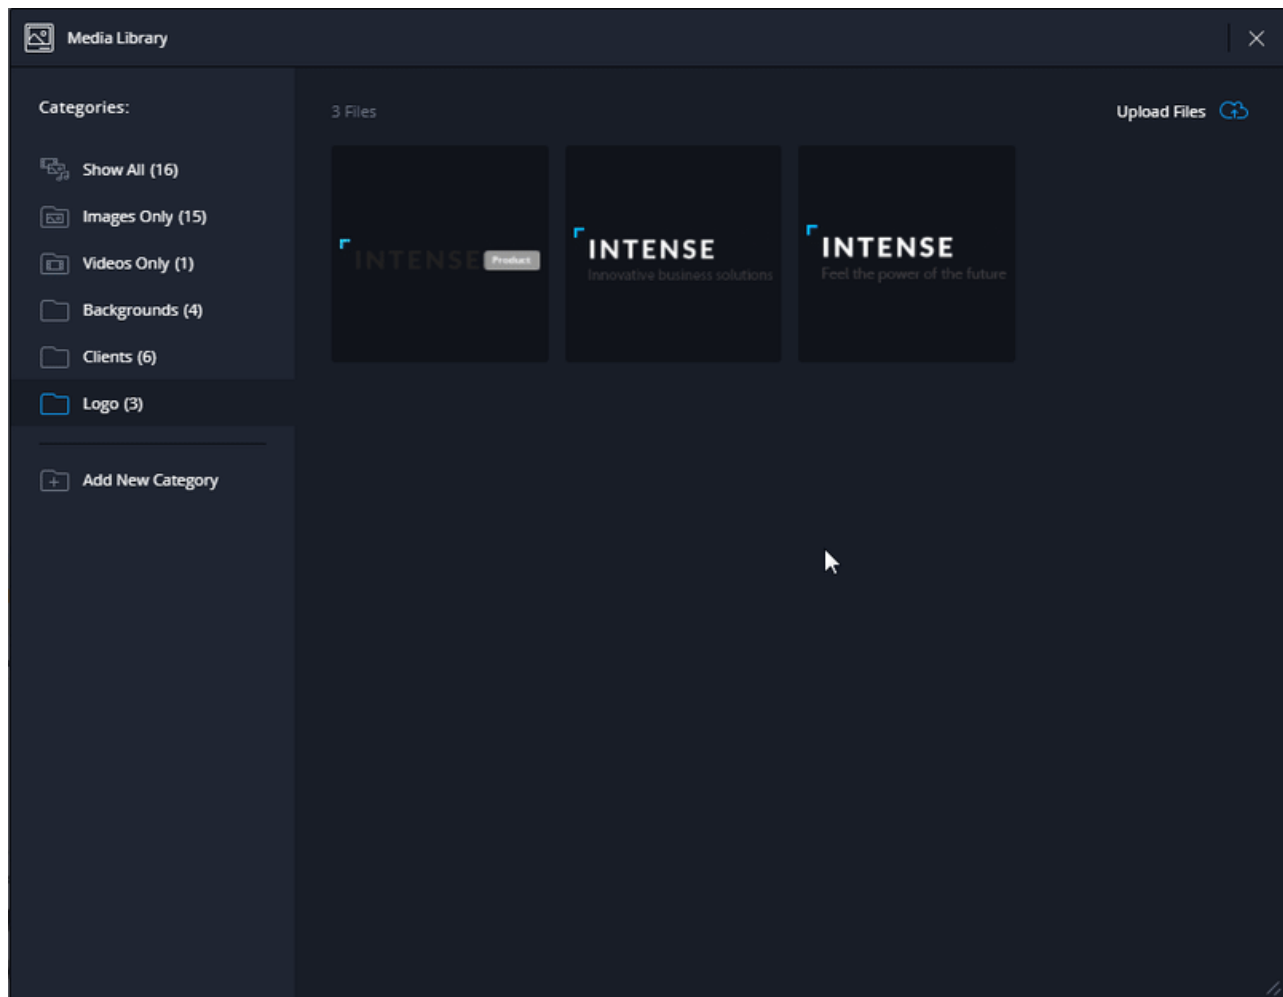 Media Library
Categories:
Show All (16)
Images Only (15)
Videos Only (1)
Backgrounds (4)
Clients (6)
Logo (3)
Add New Category
3 Files
Upload Files
INTENSE Product
INTENSE
Innovative business solutions
INTENSE
Feel the power of the future